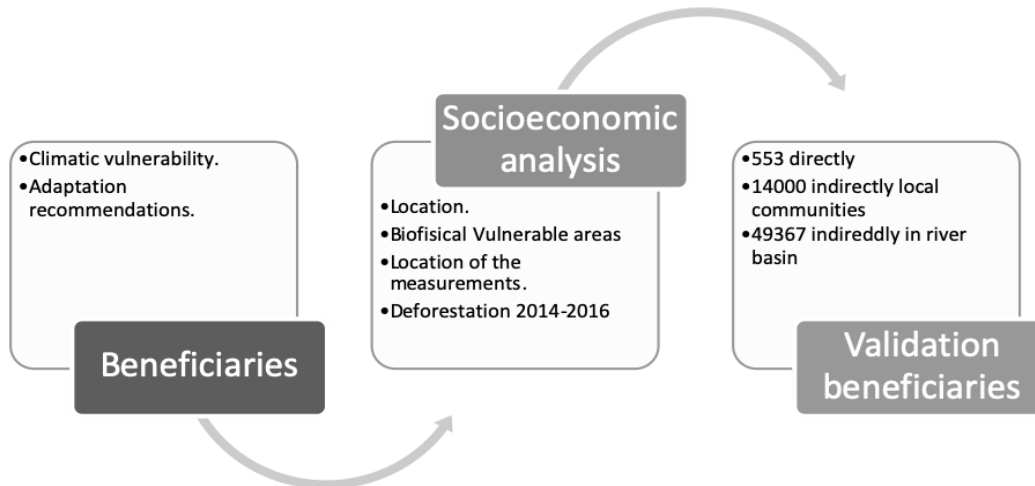 •Climatic vulnerability.
•Adaptation
recommendations.
Beneficiaries
Socioeconomic
analysis
•Location.
•Biofisical Vulnerable areas
•Location of the
measurements.
•Deforestation 2014-2016
•553 directly
•14000 indirectly local
communities
•49367 indireddly in river
basin
Validation
beneficiaries